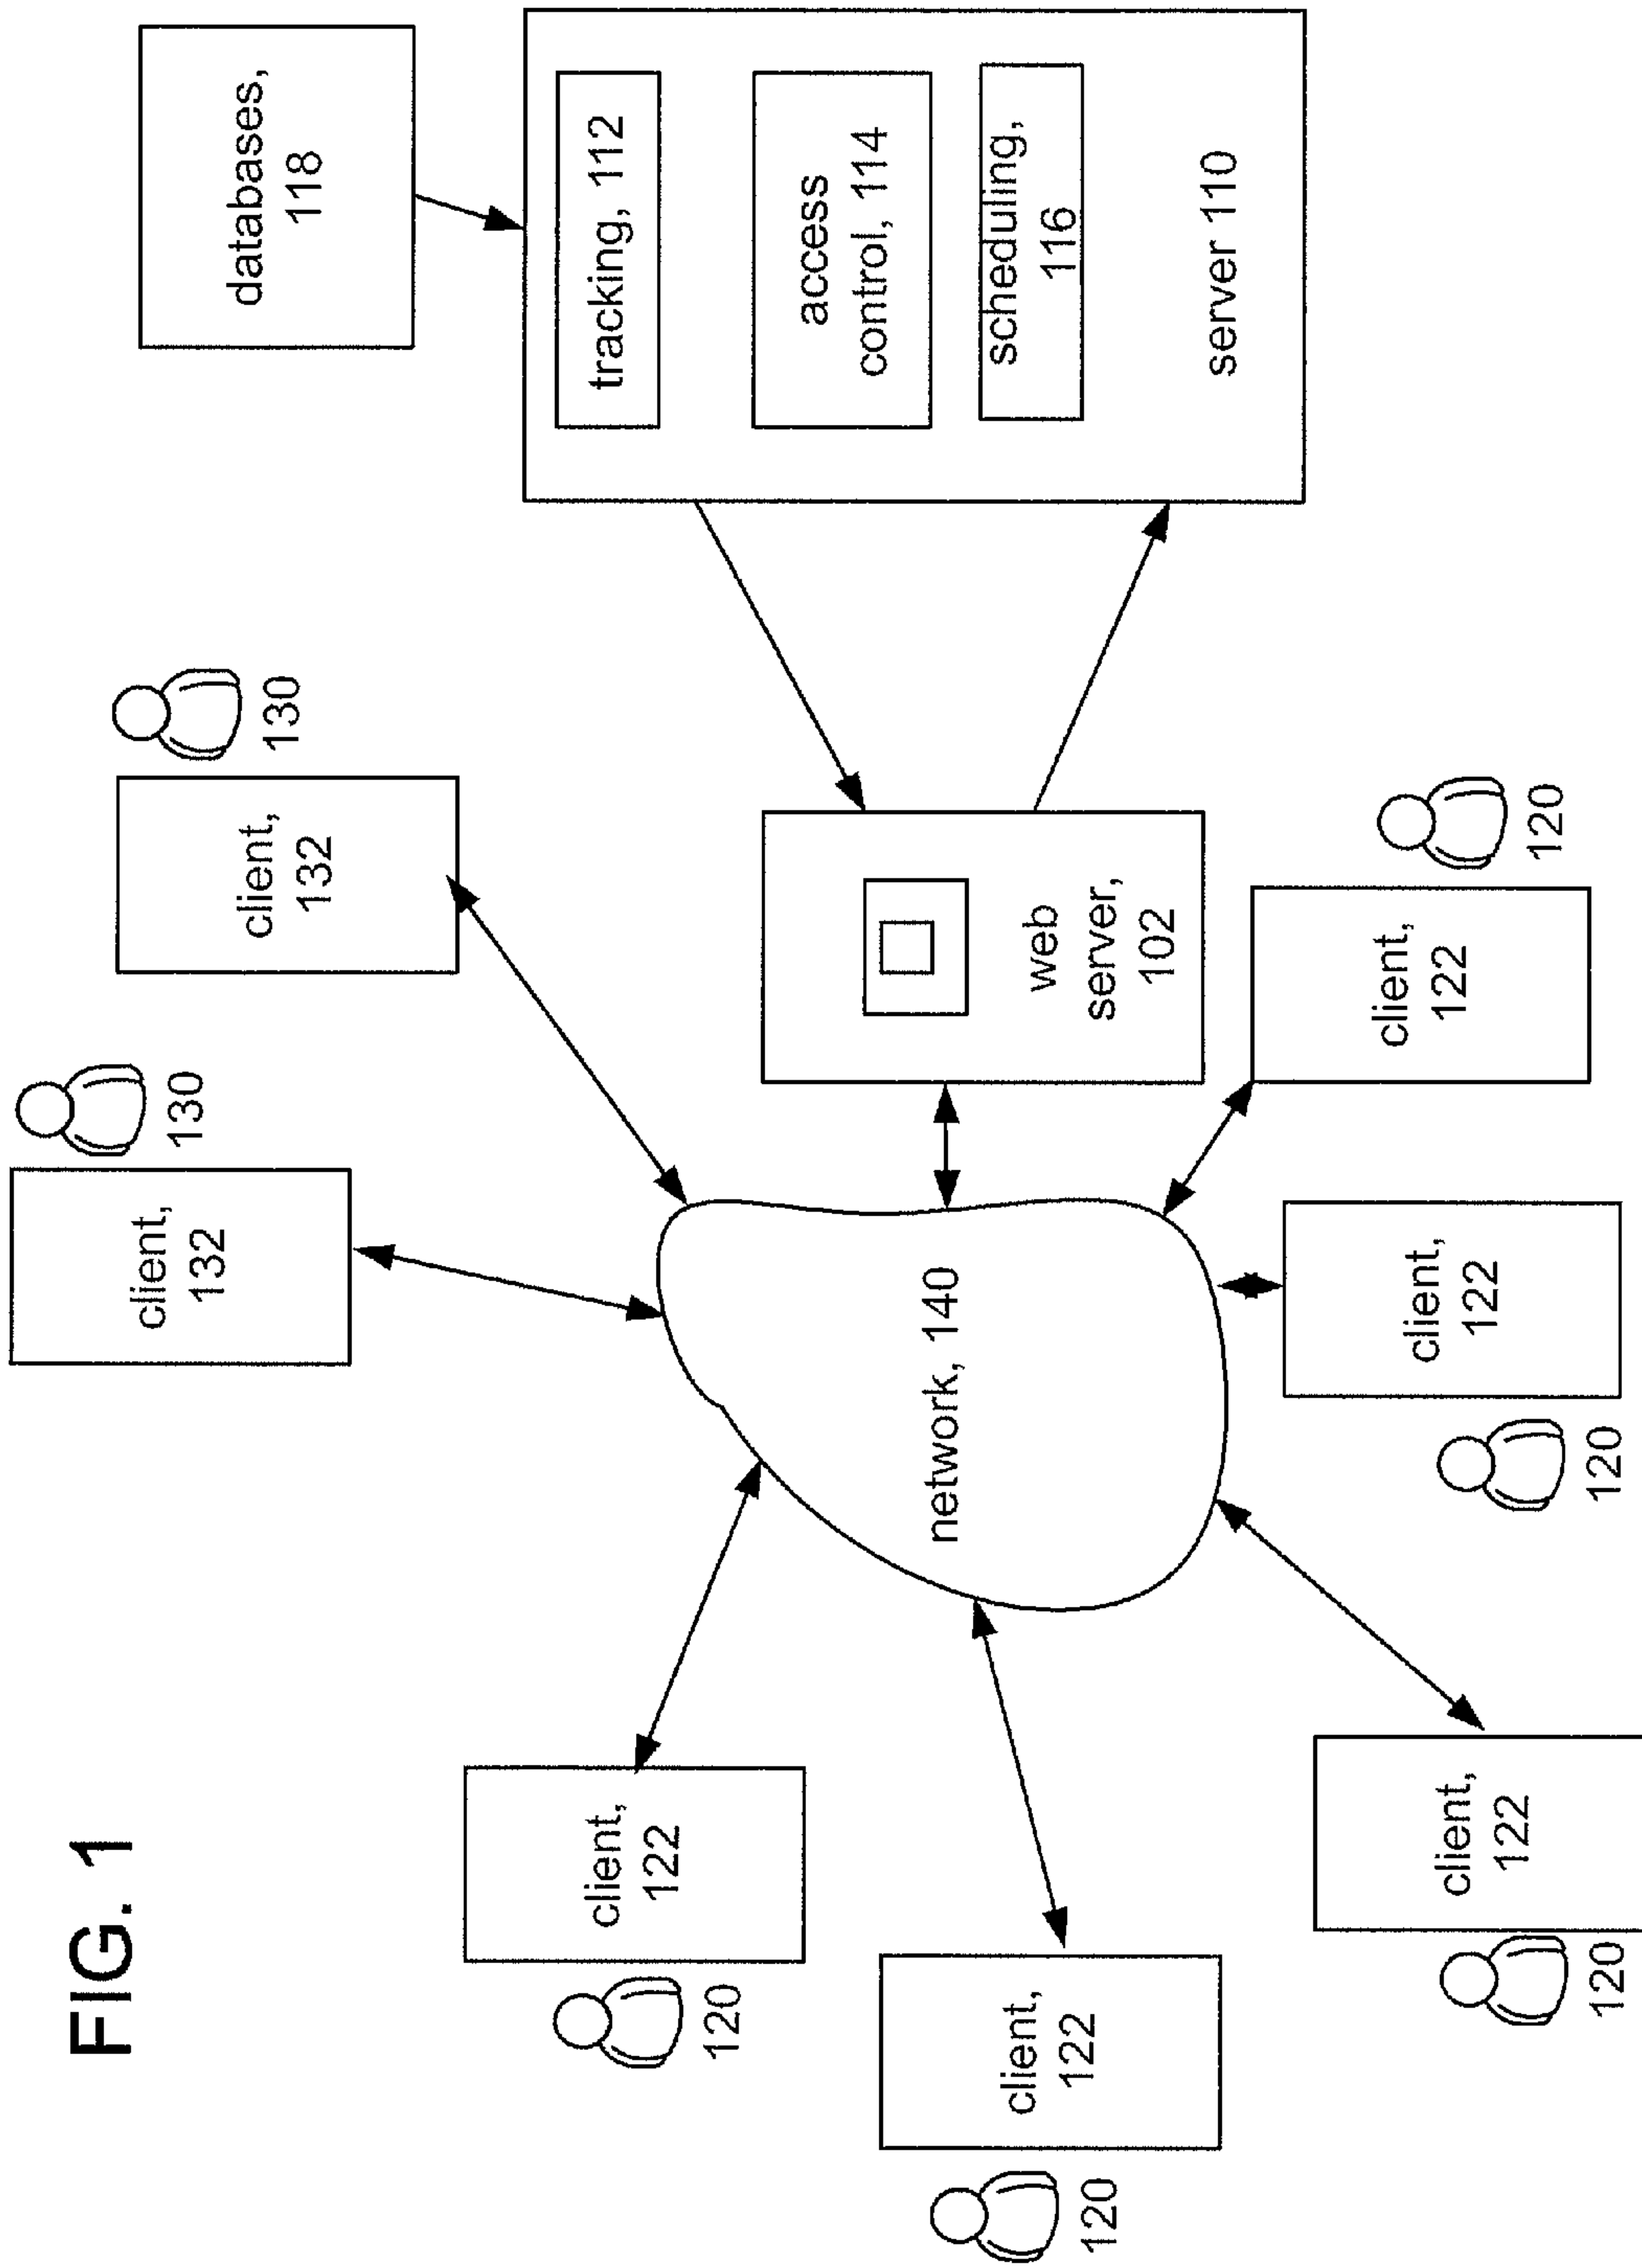 FIG. 1
client,
132
130
client,
132
130
databases,
118
tracking, 112
access
control, 114
scheduling,
116
server 110
client,
122
120
network, 140
web
server,
102
client,
122
120
client,
122
120
client,
122
120
client,
122
120